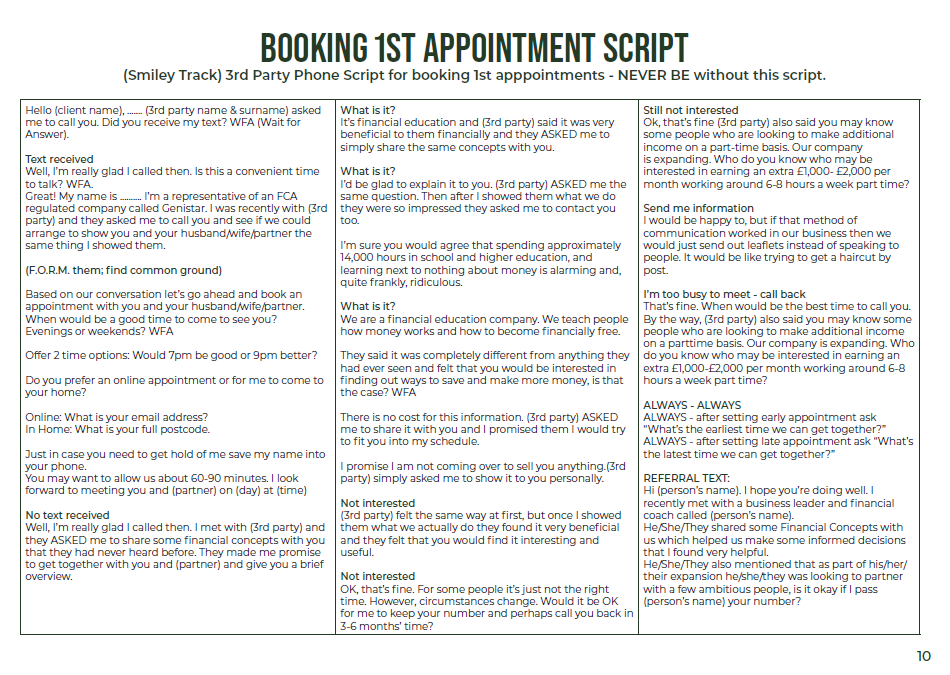 BOOKING 1ST APPOINTMENT SCRIPT
(Smiley Track) 3rd Party Phone Script for booking 1st apppointments - NEVER BE without this script.
Hello (client name), ....... (3rd party name & surname) asked
me to call you. Did you receive my text? WFA (Wait for
Answer).
Text received
Well, I'm really glad I called then. Is this a convenient time
to talk? WFA.
Great! My name is .......... I'm a representative of an FCA
regulated company called Genistar. I was recently with (3rd
party) and they asked me to call you and see if we could
arrange to show you and your husband/wife/partner the
same thing I showed them.
(F.O.R.M. them; find common ground)
Based on our conversation let's go ahead and book an
appointment with you and your husband/wife/partner.
When would be a good time to come to see you?
Evenings or weekends? WFA
Offer 2 time options: Would 7pm be good or 9pm better?
Do you prefer an online appointment or for me to come to
your home?
Online: What is your email address?
In Home: What is your full postcode.
Just in case you need to get hold of me save my name into
your phone.
You may want to allow us about 60-90 minutes. I look
forward to meeting you and (partner) on (day) at (time)
No text received
Well, I'm really glad I called then. I met with (3rd party) and
they ASKED me to share some financial concepts with you
that they had never heard before. They made me promise
to get together with you and (partner) and give you a brief
overview.
What is it?
It's financial education and (3rd party) said it was very
beneficial to them financially and they ASKED me to
simply share the same concepts with you.
What is it?
I'd be glad to explain it to you. (3rd party) ASKED me the
same question. Then after I showed them what we do
they were so impressed they asked me to contact you
too.
I'm sure you would agree that spending approximately
14,000 hours in school and higher education, and
learning next to nothing about money is alarming and,
quite frankly, ridiculous.
What is it?
We are a financial education company. We teach people
how money works and how to become financially free.
They said it was completely different from anything they
had ever seen and felt that you would be interested in
finding out ways to save and make more money, is that
the case? WFA
There is no cost for this information. (3rd party) ASKED
me to share it with you and I promised them I would try
to fit you into my schedule.
I promise I am not coming over to sell you anything.(3rd
party) simply asked me to show it to you personally.
Not interested
(3rd party) felt the same way at first, but once I showed
them what we actually do they found it very beneficial
and they felt that you would find it interesting and
useful.
Not interested
OK, that's fine. For some people it's just not the right
time. However, circumstances change. Would it be OK
for me to keep your number and perhaps call you back in
3-6 months' time?
Still not interested
Ok, that's fine (3rd party) also said you may know
some people who are looking to make additional
income on a part-time basis. Our company
is expanding. Who do you know who may be
interested in earning an extra £1,000- £2,000 per
month working around 6-8 hours a week part time?
Send me information
I would be happy to, but if that method of
communication worked in our business then we
would just send out leaflets instead of speaking to
people. It would be like trying to get a haircut by
post.
I'm too busy to meet - call back
That's fine. When would be the best time to call you.
By the way, (3rd party) also said you may know some
people who are looking to make additional income
on a parttime basis. Our company is expanding. Who
do you know who may be interested in earning an
extra £1,000-£2,000 per month working around 6-8
hours a week part time?
ALWAYS - ALWAYS
ALWAYS - after setting early appointment ask
"What's the earliest time we can get together?"
ALWAYS - after setting late appointment ask "What's
the latest time we can get together?"
REFERRAL TEXT:
Hi (person's name). I hope you're doing well. I
recently met with a business leader and financial
coach called (person's name).
He/She/They shared some Financial Concepts with
us which helped us make some informed decisions
that I found very helpful.
He/She/They also mentioned that as part of his/her/
their expansion he/she/they was looking to partner
with a few ambitious people, is it okay if I pass
(person's name) your number?
10